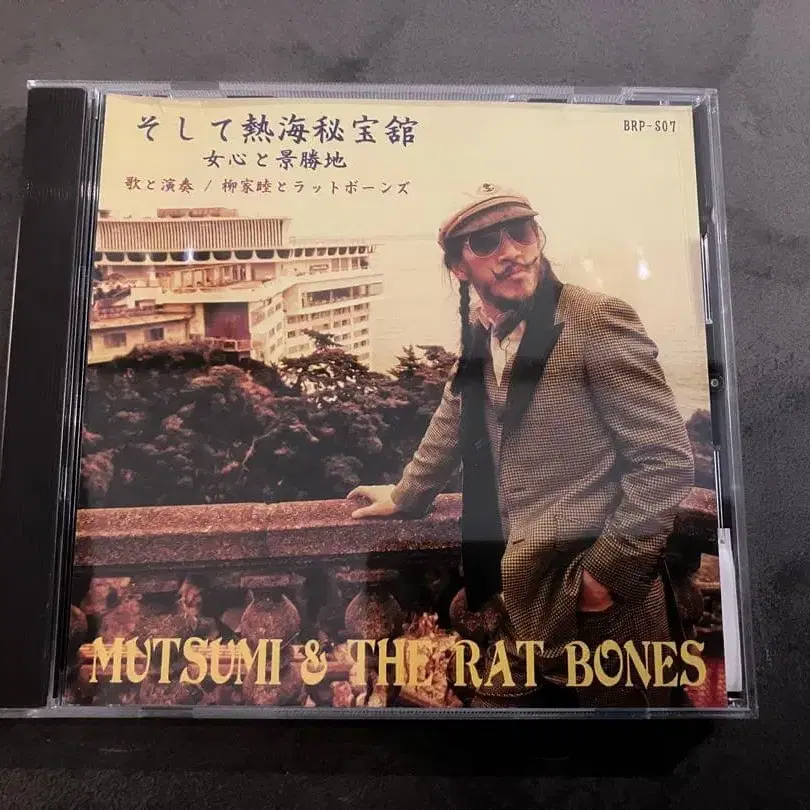 そして熱海秘宝舘
BRP-S07
女心と景勝地
歌と演奏 / 柳家睦とラットボーンズ
MUTSUMI & THE RAT BONES